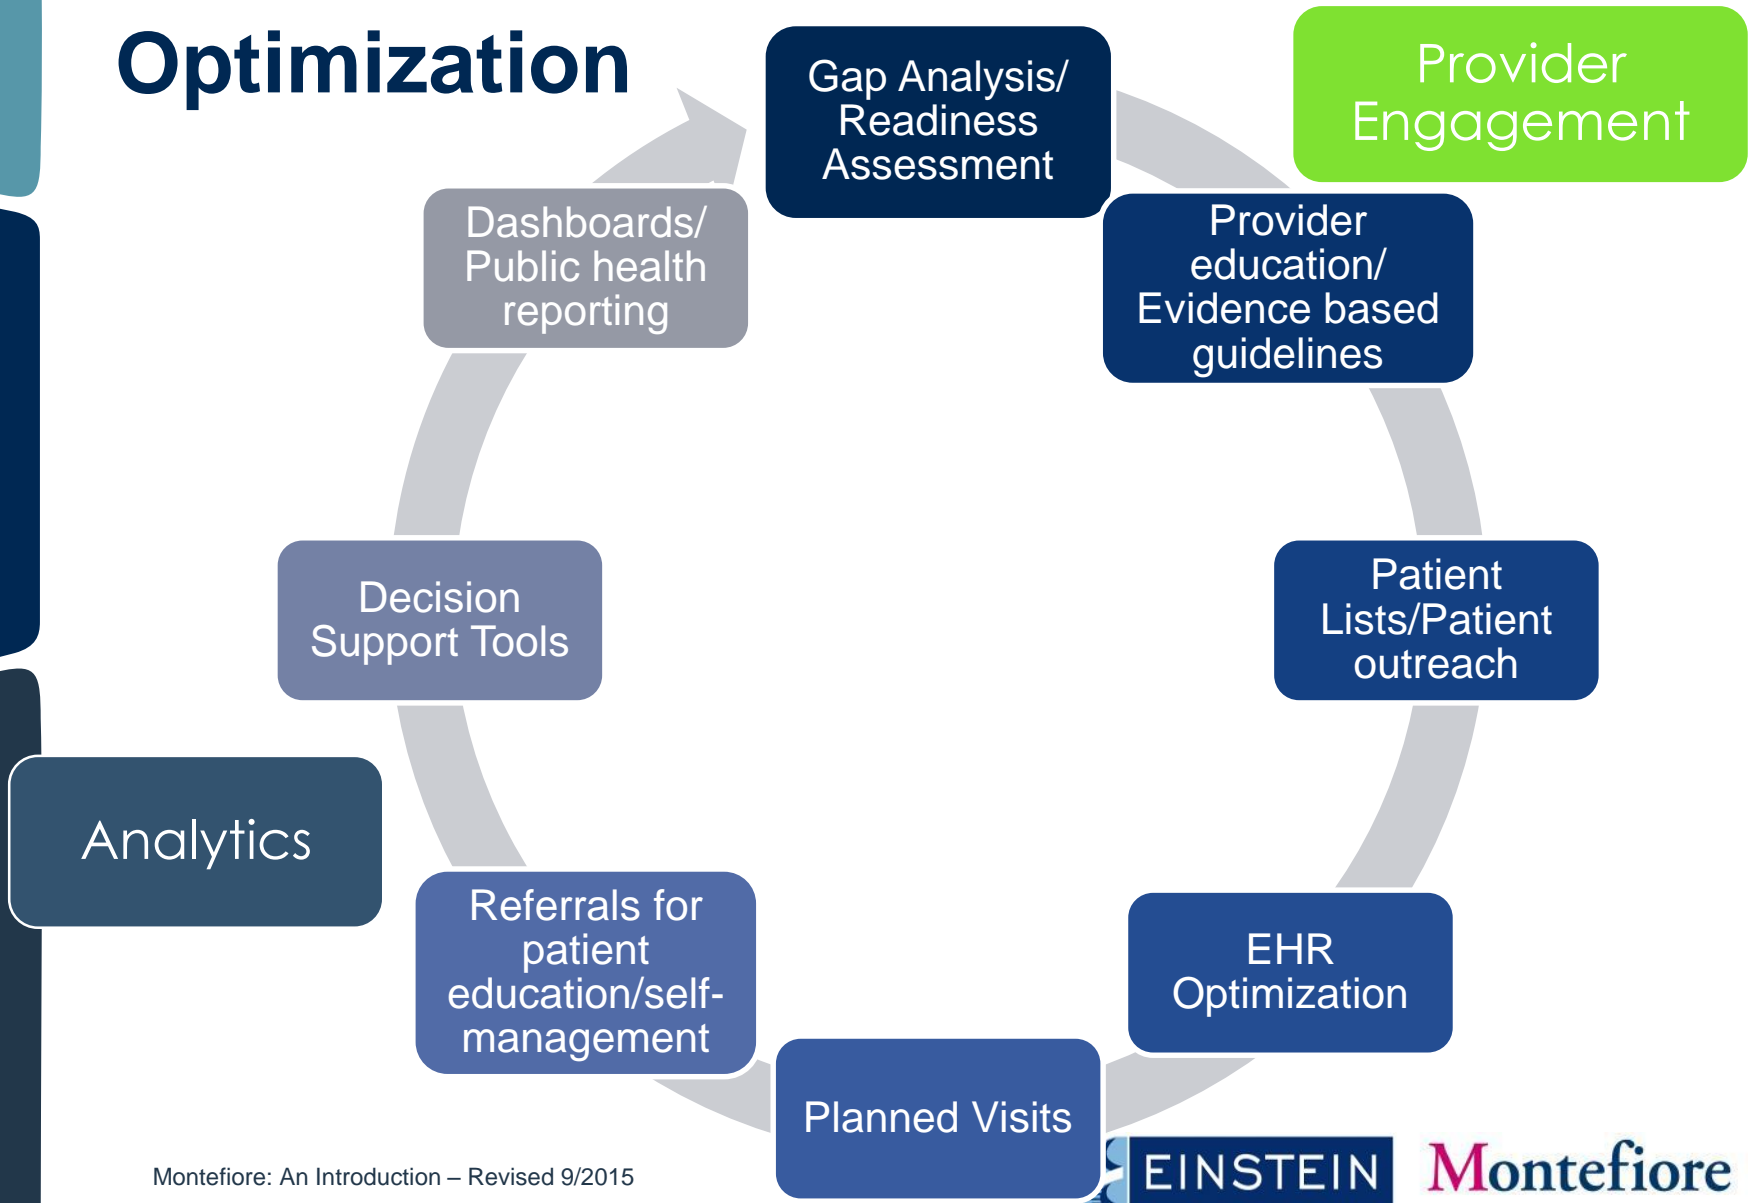 Optimization
Gap Analysis/
Readiness
Assessment
Provider
Engagement
Provider
education/
Evidence based
guidelines
Patient
Lists/Patient
outreach
EHR
Optimization
Planned Visits
Referrals for
patient
education/self-
management
Decision
Support Tools
Dashboards/
Public health
reporting
Analytics
Montefiore: An Introduction – Revised 9/2015
EINSTEIN
Montefiore